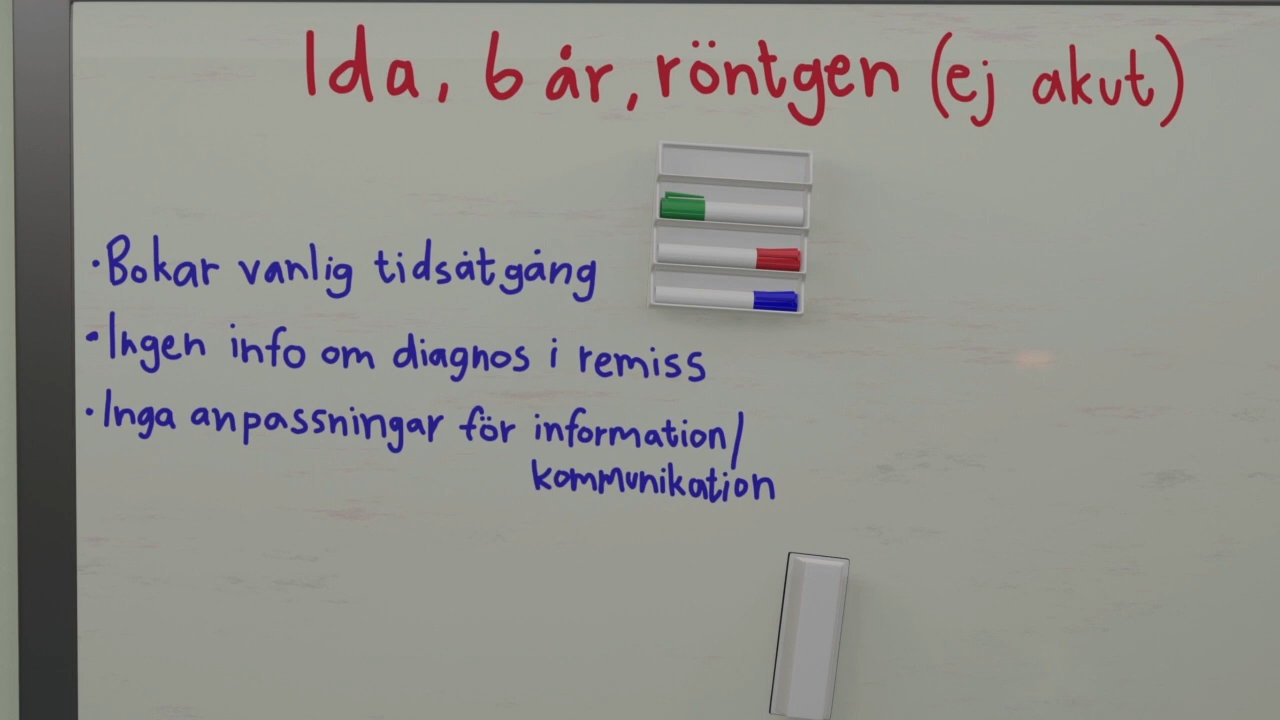 Ida, 6 år, röntgen (ej akut)
·Bokar vanlig tidsåtgång
·Ingen info om diagnos i remiss
·Inga anpassningar för information/
kommunikation